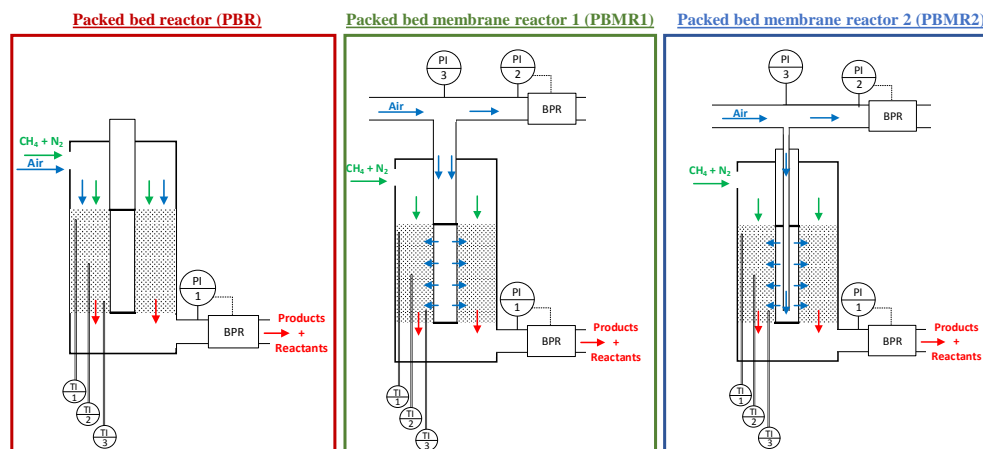 Packed bed reactor (PBR)
CH4 + N2
Air
PI
1
BPR
Products
+
Reactants
TI
1
TI
2
TI
3
Packed bed membrane reactor 1 (PBMR1)
PI
3
PI
2
Air
BPR
CH4 + N2
PI
1
BPR
Products
+
Reactants
TI
1
TI
2
TI
3
Packed bed membrane reactor 2 (PBMR2)
PI
3
PI
2
Air
BPR
CH4 + N2
PI
1
BPR
Products
+
Reactants
TI
1
TI
2
TI
3